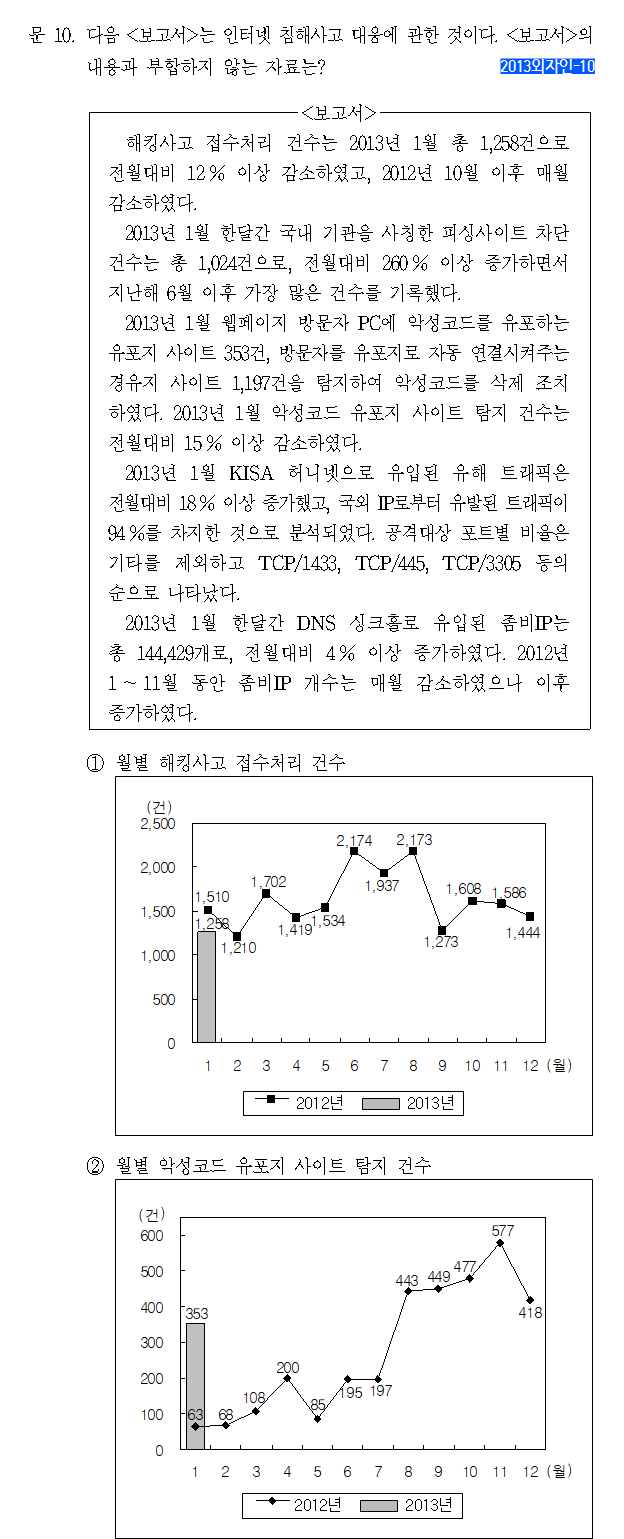 문 10. 다음 <보고서>는 인터넷 침해사고 대응에 관한 것이다. <보고서>의
내용과 부합하지 않는 자료는?
2013외자인-10
<보고서>
해킹사고 접수처리 건수는 2013년 1월 총 1,258건으로
전월대비 12% 이상 감소하였고, 2012년 10월 이후 매월
감소하였다.
2013년 1월 한달간 국내 기관을 사칭한 피싱사이트 차단
건수는 총 1,024건으로, 전월대비 260% 이상 증가하면서
지난해 6월 이후 가장 많은 건수를 기록했다.
2013년 1월 웹페이지 방문자 PC에 악성코드를 유포하는
유포지 사이트 353건, 방문자를 유포지로 자동 연결시켜주는
경유지 사이트 1,197건을 탐지하여 악성코드를 삭제 조치
하였다. 2013년 1월 악성코드 유포지 사이트 탐지 건수는
전월대비 15% 이상 감소하였다.
2013년 1월 KISA 허니넷으로 유입된 유해 트래픽은
전월대비 18% 이상 증가했고, 국외 IP로부터 유발된 트래픽이
94%를 차지한 것으로 분석되었다. 공격대상 포트별 비율은
기타를 제외하고 TCP/1433, TCP/445, TCP/3305 등의
순으로 나타났다.
2013년 1월 한달간 DNS 싱크홀로 유입된 좀비IP는
총 144,429개로, 전월대비 4% 이상 증가하였다. 2012년
1~11월 동안 좀비IP 개수는 매월 감소하였으나 이후
증가하였다.
① 월별 해킹사고 접수처리 건수
(건)
2,500
2,000
1,500
1,000
500
0
1,510
1,258
1,210
1,702
1,419
1,534
2,174
1,937
2,173
1,273
1,608
1,586
1,444
1 2 3 4 5 6 7 8 9 10 11 12 (월)
2012년 2013년
② 월별 악성코드 유포지 사이트 탐지 건수
(건)
600
500
400
300
200
100
0
353
63
68
108
200
85
195
197
443
449
477
577
418
1 2 3 4 5 6 7 8 9 10 11 12 (월)
2012년 2013년